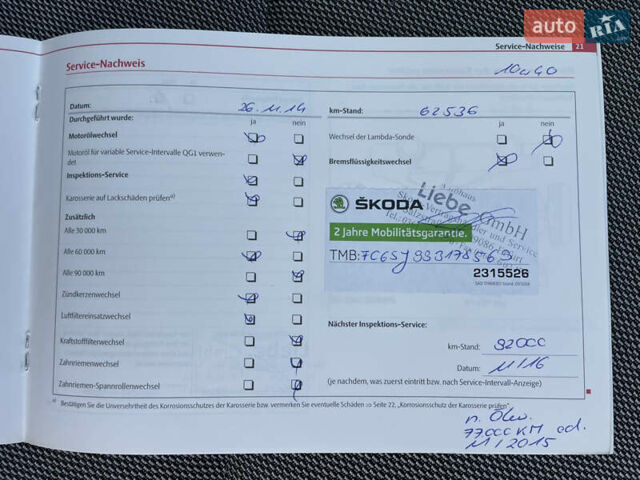 auto RIA
Service-Nachweise 21
Service-Nachweis
10W40
Datum: 26.11.14
km-Stand: 62536
Durchgeführt wurde: ja nein
ja nein
Motorölwechsel
Wechsel der Lambda-Sonde
Motoröl für variable Service-Intervalle QG1 verwen-
det
Bremsflüssigkeitswechsel
Inspektions-Service
Karosserie auf Lackschäden prüfen a)
Zusätzlich
Alle 30 000 km
Alle 60 000 km
Alle 90 000 km
Zündkerzenwechsel
Luftfiltereinsatzwechsel
Kraftstofffilterwechsel
Zahnriemenwechsel
Zahnriemen-Spannrollenwechsel
Autohaus
Liebe GmbH
ŠKODA
2 Jahre Mobilitätsgarantie.
TMB:
2315526
Nächster Inspektions-Service:
km-Stand: 92000
Datum: 11/16
(je nachdem, was zuerst eintritt bzw. nach Service-Intervall-Anzeige)
a) Bestätigen Sie die Unversehrtheit des Korrosionsschutzes der Karosserie bzw. vermerken Sie eventuelle Schäden ⇒ Seite 22, „Korrosionsschutz der Karosserie prüfen".
77000 KM od.
11/2015